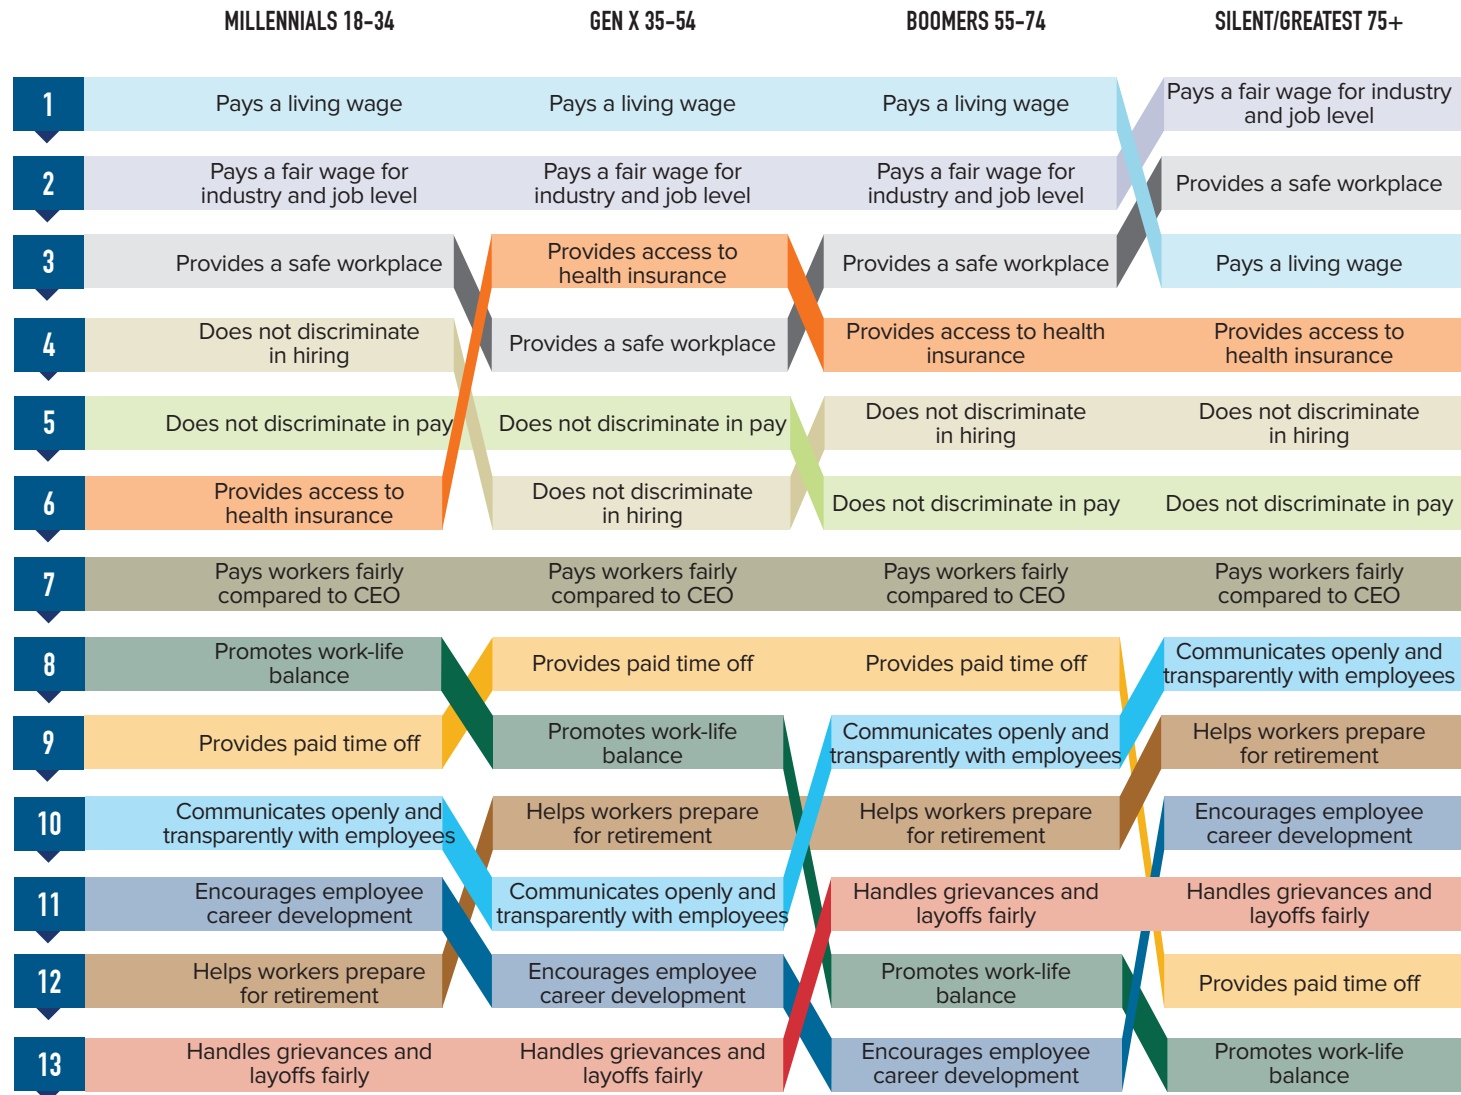 MILLENNIALS 18-34
GEN X 35-54
BOOMERS 55-74
SILENT/GREATEST 75+
1
Pays a living wage
Pays a living wage
Pays a living wage
Pays a fair wage for industry
and job level
2
Pays a fair wage for
industry and job level
Pays a fair wage for
industry and job level
Pays a fair wage for
industry and job level
Provides a safe workplace
3
Provides a safe workplace
Provides access to
health insurance
Provides a safe workplace
Pays a living wage
4
Does not discriminate
in hiring
Provides a safe workplace
Provides access to health
insurance
Provides access to
health insurance
5
Does not discriminate in pay
Does not discriminate in pay
Does not discriminate
in hiring
Does not discriminate
in hiring
6
Provides access to
health insurance
Does not discriminate
in hiring
Does not discriminate in pay
Does not discriminate in pay
7
Pays workers fairly
compared to CEO
Pays workers fairly
compared to CEO
Pays workers fairly
compared to CEO
Pays workers fairly
compared to CEO
8
Promotes work-life
balance
Provides paid time off
Provides paid time off
Communicates openly and
transparently with employees
9
Provides paid time off
Promotes work-life
balance
Communicates openly and
transparently with employees
Helps workers prepare
for retirement
10
Communicates openly and
transparently with employees
Helps workers prepare
for retirement
Helps workers prepare
for retirement
Encourages employee
career development
11
Encourages employee
career development
Communicates openly and
transparently with employees
Handles grievances and
layoffs fairly
Handles grievances and
layoffs fairly
12
Helps workers prepare
for retirement
Encourages employee
career development
Promotes work-life
balance
Provides paid time off
13
Handles grievances and
layoffs fairly
Handles grievances and
layoffs fairly
Encourages employee
career development
Promotes work-life
balance